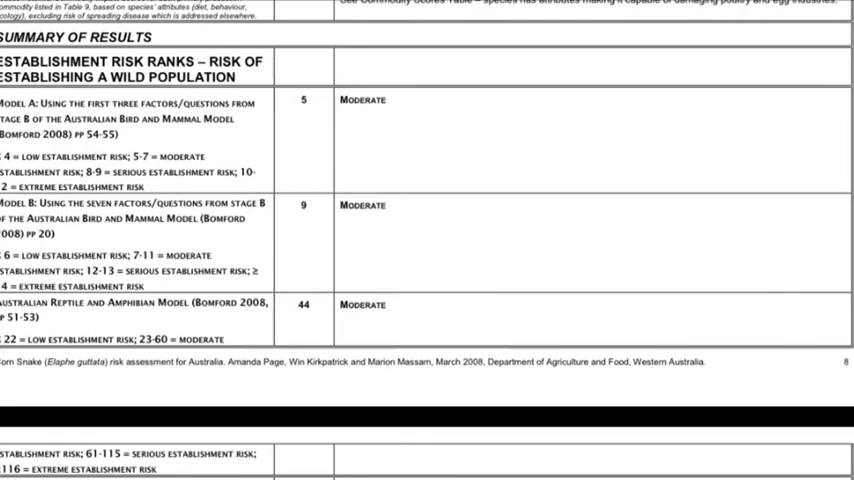 ommodity listed in Table 9, based on species' attributes (diet, behaviour,
cology), excluding risk of spreading disease which is addressed elsewhere.
See Commodity Scores Table – species has attributes making it capable of damaging poultry and egg industries.
SUMMARY OF RESULTS
ESTABLISHMENT RISK RANKS – RISK OF
ESTABLISHING A WILD POPULATION
MODEL A: USING THE FIRST THREE FACTORS/QUESTIONS FROM
STAGE B OF THE AUSTRALIAN BIRD AND MAMMAL MODEL
(BOMFORD 2008) PP 54-55)
4 = LOW ESTABLISHMENT RISK; 5-7 = MODERATE
ESTABLISHMENT RISK; 8-9 = SERIOUS ESTABLISHMENT RISK; 10-
2 = EXTREME ESTABLISHMENT RISK
5
MODERATE
MODEL B: USING THE SEVEN FACTORS/QUESTIONS FROM STAGE B
OF THE AUSTRALIAN BIRD AND MAMMAL MODEL (BOMFORD
2008) PP 20)
6 = LOW ESTABLISHMENT RISK; 7-11 = MODERATE
ESTABLISHMENT RISK; 12-13 = SERIOUS ESTABLISHMENT RISK; ≥
4 = EXTREME ESTABLISHMENT RISK
9
MODERATE
AUSTRALIAN REPTILE AND AMPHIBIAN MODEL (BOMFORD 2008,
P 51-53)
22 = LOW ESTABLISHMENT RISK; 23-60 = MODERATE
44
MODERATE
Corn Snake (Elaphe guttata) risk assessment for Australia. Amanda Page, Win Kirkpatrick and Marion Massam, March 2008, Department of Agriculture and Food, Western Australia.
8
ESTABLISHMENT RISK; 61-115 = SERIOUS ESTABLISHMENT RISK;
116 = EXTREME ESTABLISHMENT RISK